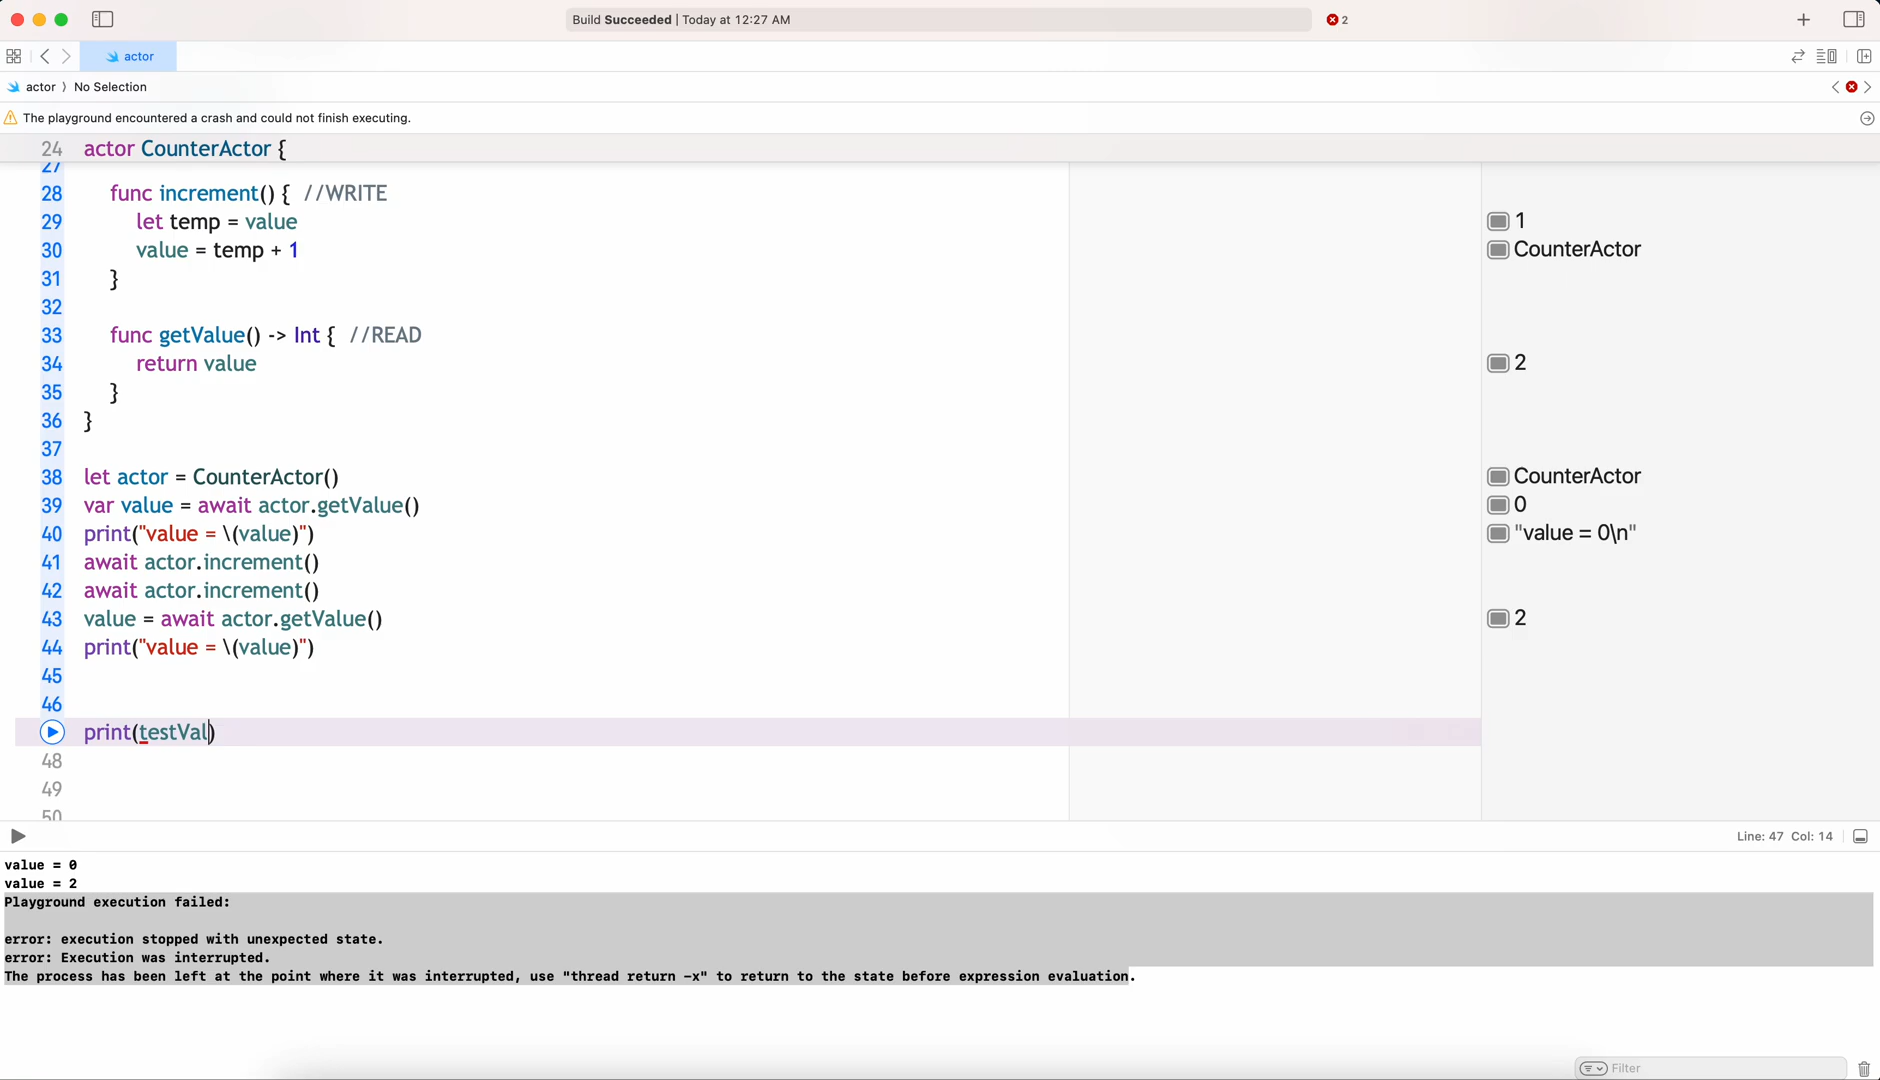 Build Succeeded | Today at 12:27 AM
2
actor
actor 〉 No Selection
The playground encountered a crash and could not finish executing.
24 actor CounterActor {
27
28 func increment() { //WRITE
29 let temp = value
1
30 value = temp + 1
CounterActor
31 }
32
33 func getValue() -> Int { //READ
34 return value
2
35 }
36 }
37
38 let actor = CounterActor()
CounterActor
39 var value = await actor.getValue()
0
40 print("value = \(value)")
"value = 0\n"
41 await actor.increment()
42 await actor.increment()
43 value = await actor.getValue()
2
44 print("value = \(value)")
45
46
print(testVal)
48
49
50
Line: 47 Col: 14
value = 0
value = 2
Playground execution failed:
error: execution stopped with unexpected state.
error: Execution was interrupted.
The process has been left at the point where it was interrupted, use "thread return -x" to return to the state before expression evaluation.
Filter